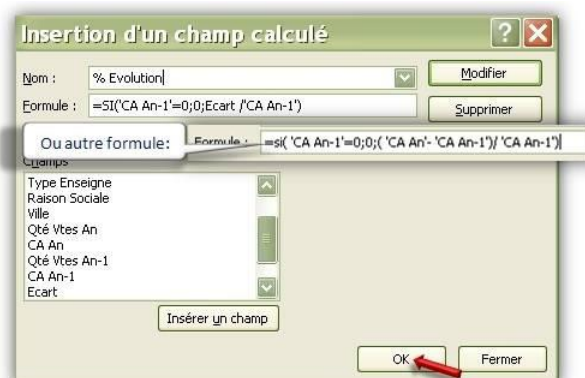 Insertion d'un champ calculé
Nom : % Evolution Modifier
Formule : =SI('CA An-1'=0;0;Ecart /'CA An-1') Supprimer
Ou autre formule: Formule : =si( 'CA An-1'=0;0;( 'CA An'- 'CA An-1')/ 'CA An-1')
Champs
Type Enseigne
Raison Sociale
Ville
Qté Vtes An
CA An
Qté Vtes An-1
CA An-1
Ecart
Insérer un champ
OK Fermer